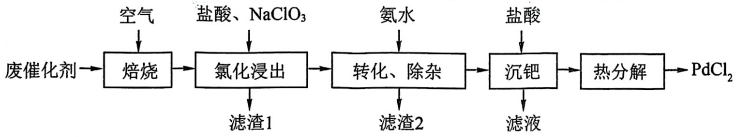 空气 盐酸、NaClO₃ 氨水 盐酸
废催化剂 焙烧 氯化浸出 转化、除杂 沉钯 热分解 PdCl₂
滤渣1 滤渣2 滤液